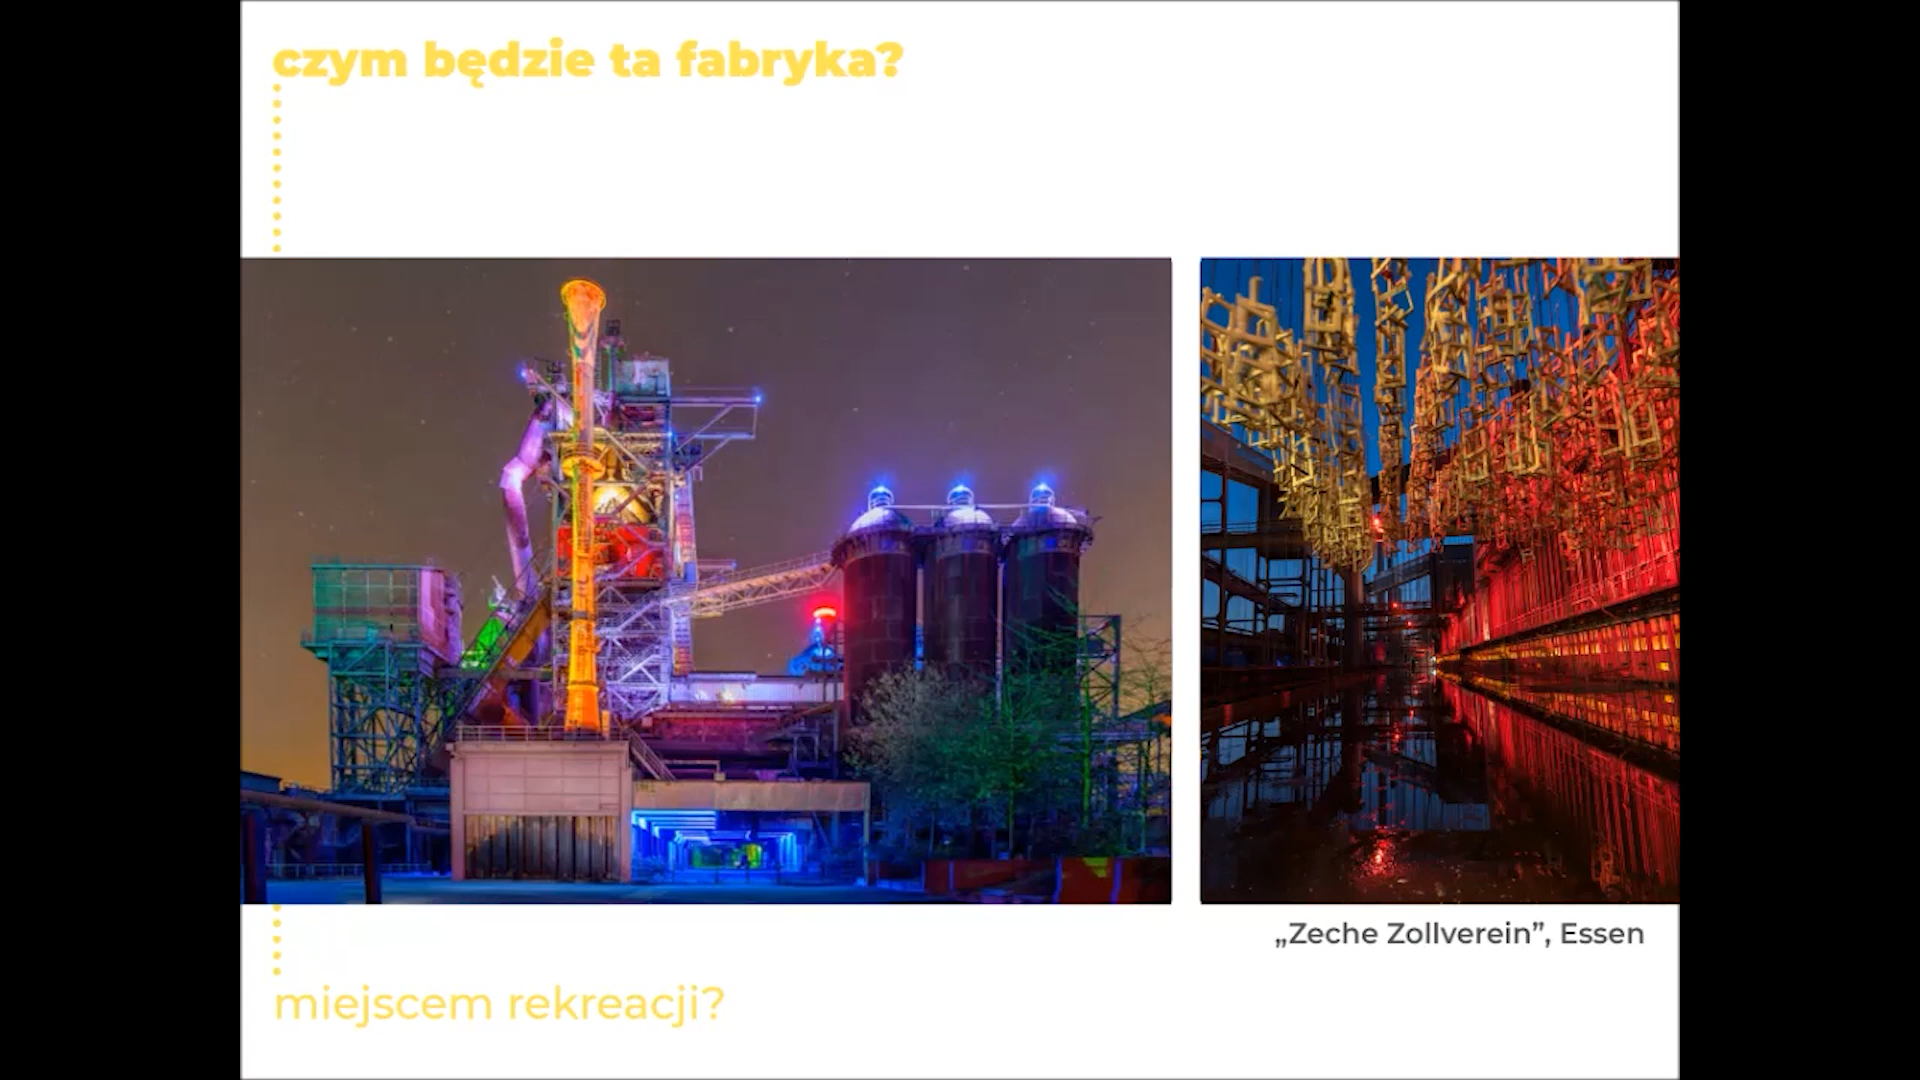 czym będzie ta fabryka?
„Zeche Zollverein”, Essen
miejscem rekreacji?